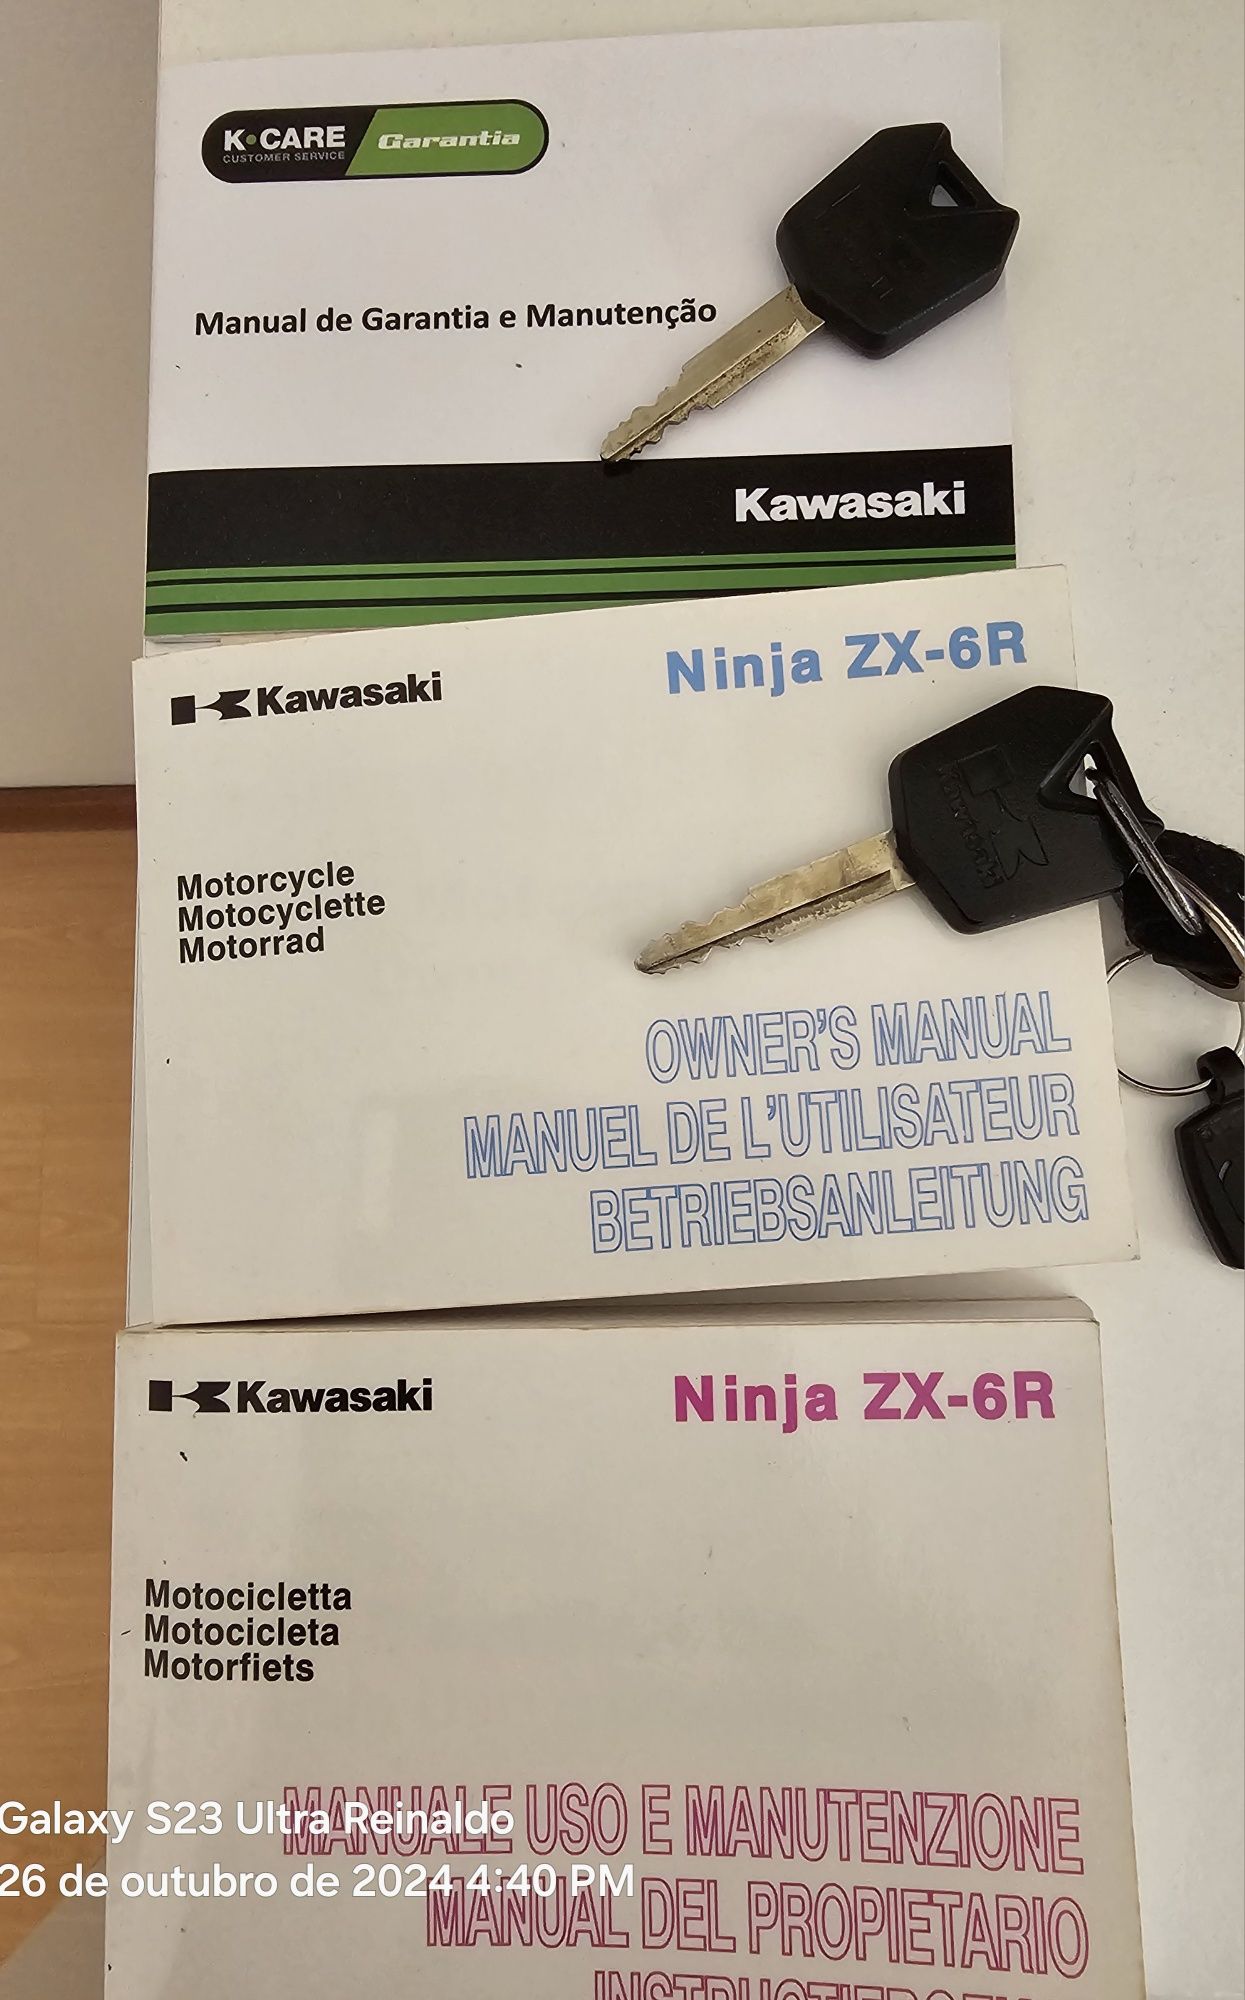 K•CARE Garantia
CUSTOMER SERVICE
Manual de Garantia e Manutenção
Kawasaki
Kawasaki
Ninja ZX-6R
Motorcycle
Motocyclette
Motorrad
Kawasaki
OWNER'S MANUAL
MANUEL DE L'UTILISATEUR
BETRIEBSANLEITUNG
Kawasaki
Ninja ZX-6R
Motocicletta
Motocicleta
Motorfiets
MANUALE USO E MANUTENZIONE
MANUAL DEL PROPIETARIO
Galaxy S23 Ultra Reinaldo
26 de outubro de 2024 4:40 PM